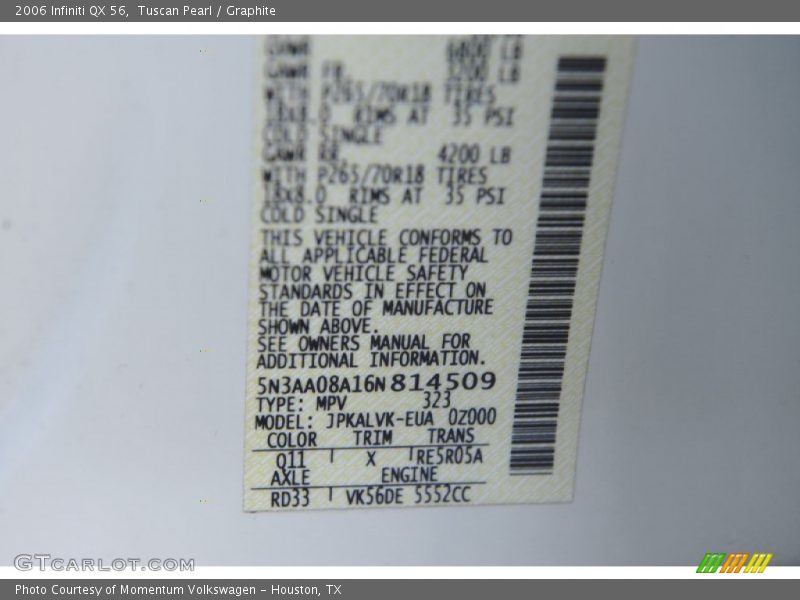 2006 Infiniti QX 56,  Tuscan Pearl / Graphite
GVWR 6800 LB
GAWR FR. LB
WITH P265/70R18 TIRES
18X8.0 RIMS AT 35 PSI
COLD SINGLE
GAWR RR. 4200 LB
WITH P265/70R18 TIRES
18X8.0 RIMS AT 35 PSI
COLD SINGLE
THIS VEHICLE CONFORMS TO
ALL APPLICABLE FEDERAL
MOTOR VEHICLE SAFETY
STANDARDS IN EFFECT ON
THE DATE OF MANUFACTURE
SHOWN ABOVE.
SEE OWNERS MANUAL FOR
ADDITIONAL INFORMATION.
5N3AA08A16N814509
TYPE: MPV 323
MODEL: JPKALVK-EUA 0Z000
COLOR TRIM TRANS
Q11 X RE5R05A
AXLE ENGINE
RD33 VK56DE 5552CC
GTCARLOT.COM
Photo Courtesy of Momentum Volkswagen - Houston, TX